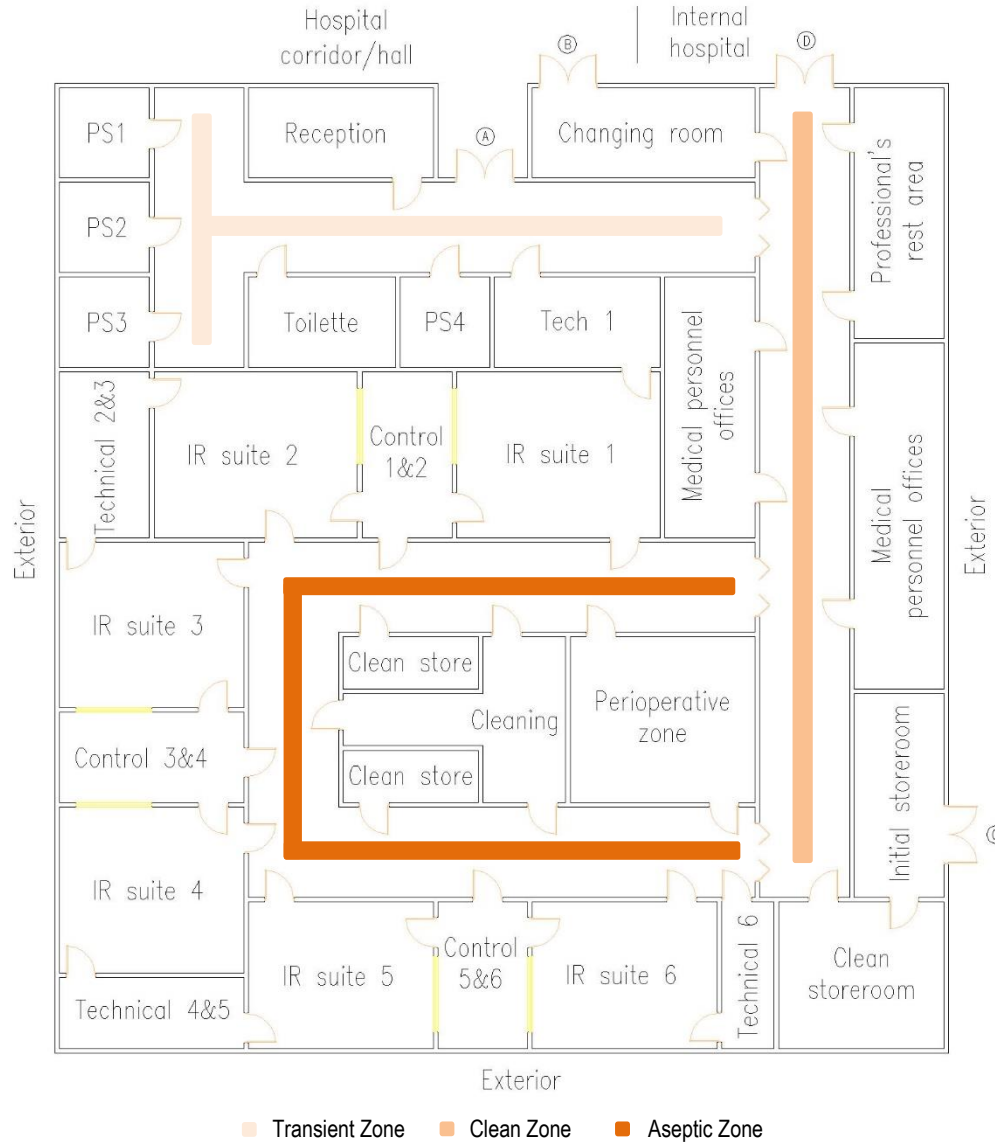 Hospital
corridor/hall
Internal
hospital
B
D
A
PS1
Reception
Changing room
Professional's
rest area
PS2
PS3
Toilette
PS4
Tech 1
Medical personnel
offices
Technical 2&3
IR suite 2
Control
1&2
IR suite 1
Medical
personnel offices
Exterior
Exterior
IR suite 3
Clean store
Cleaning
Perioperative
zone
Control 3&4
Clean store
Initial storeroom
IR suite 4
IR suite 5
Control
5&6
IR suite 6
Technical 6
Clean
storeroom
Technical 4&5
Exterior
Transient Zone
Clean Zone
Aseptic Zone